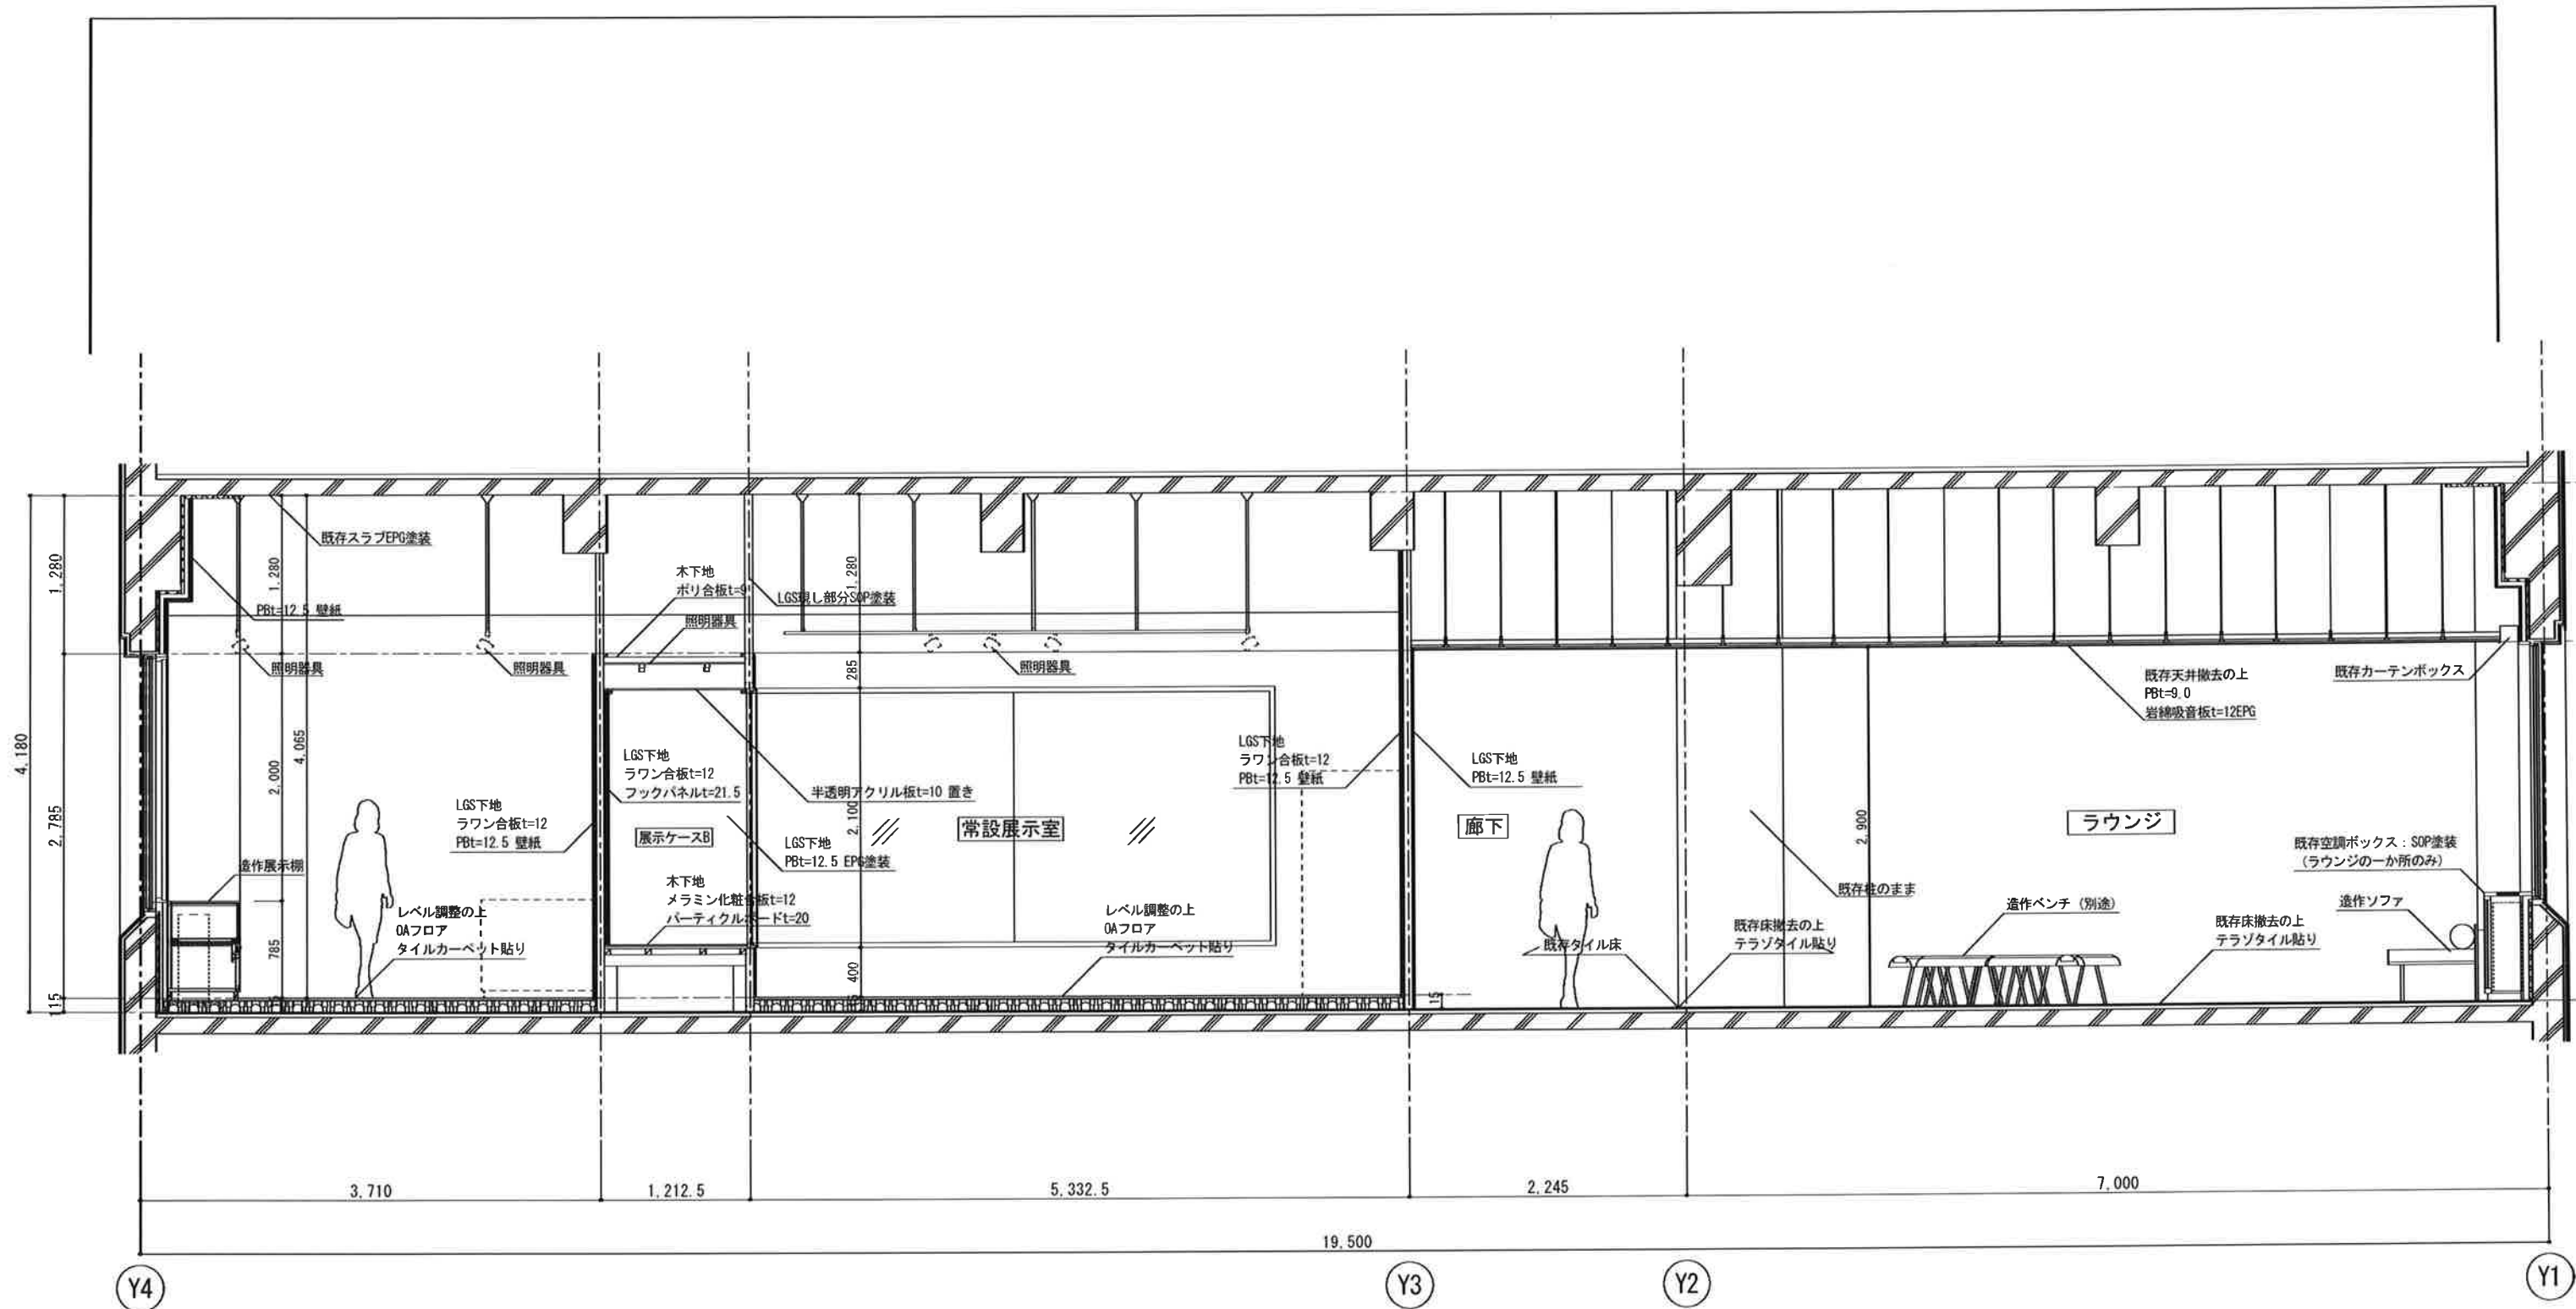 既存スラブEPG塗装
PBt=12.5 壁紙
照明器具
照明器具
木下地
ポリ合板t=9
照明器具
LGS現し部分SOP塗装
照明器具
LGS下地
ラワン合板t=12
フックパネルt=21.5
半透明アクリル板t=10 置き
展示ケースB
LGS下地
PBt=12.5 EPG塗装
木下地
メラミン化粧合板t=12
パーティクルボードt=20
LGS下地
ラワン合板t=12
PBt=12.5 壁紙
造作展示棚
レベル調整の上
OAフロア
タイルカーペット貼り
常設展示室
LGS下地
ラワン合板t=12
PBt=12.5 壁紙
レベル調整の上
OAフロア
タイルカーペット貼り
LGS下地
PBt=12.5 壁紙
廊下
既存タイル床
既存床撤去の上
テラゾタイル貼り
既存柱のまま
ラウンジ
既存天井撤去の上
PBt=9.0
岩綿吸音板t=12EPG
既存カーテンボックス
既存空調ボックス：SOP塗装
(ラウンジの一か所のみ)
造作ベンチ（別途）
造作ソファ
既存床撤去の上
テラゾタイル貼り
4,180
1,280
2,785
115
1,280
2,000
785
4,065
1,280
285
2,100
400
15
2,900
3,710
1,212.5
5,332.5
2,245
7,000
19,500
Y4
Y3
Y2
Y1